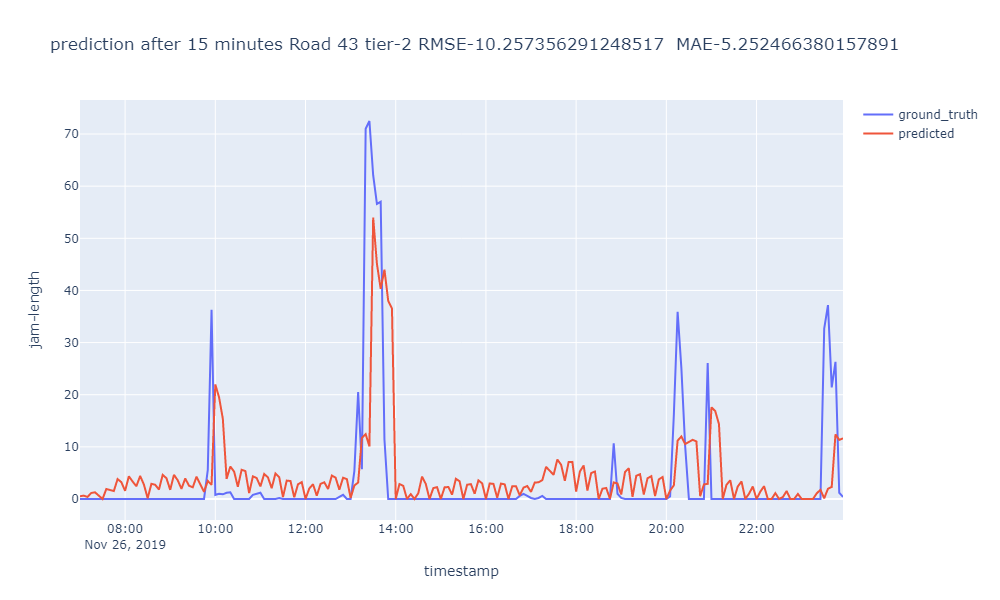 prediction after 15 minutes Road 43 tier-2 RMSE-10.257356291248517  MAE-5.252466380157891
ground_truth
predicted
70
60
50
40
30
20
10
0
jam-length
08:00 10:00 12:00 14:00 16:00 18:00 20:00 22:00
Nov 26, 2019
timestamp